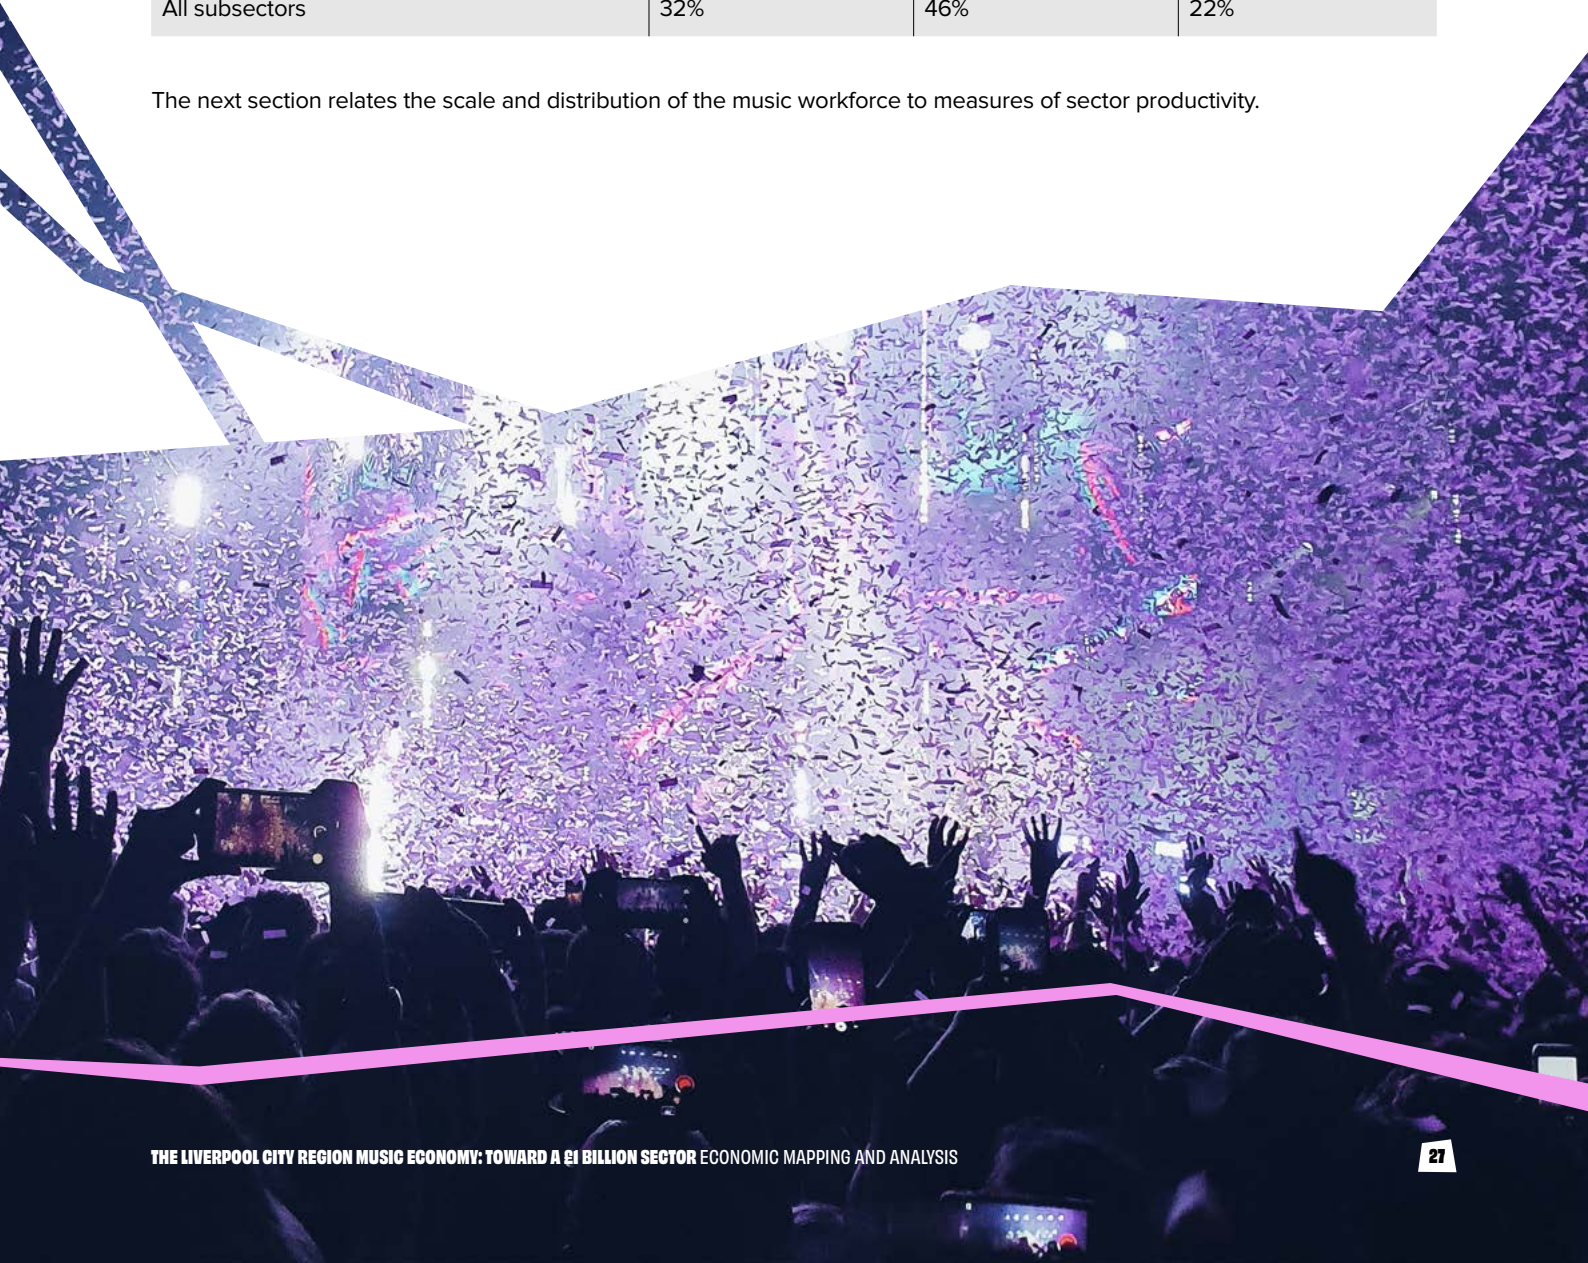 All subsectors 32% 46% 22%
The next section relates the scale and distribution of the music workforce to measures of sector productivity.
THE LIVERPOOL CITY REGION MUSIC ECONOMY: TOWARD A £1 BILLION SECTOR ECONOMIC MAPPING AND ANALYSIS 27